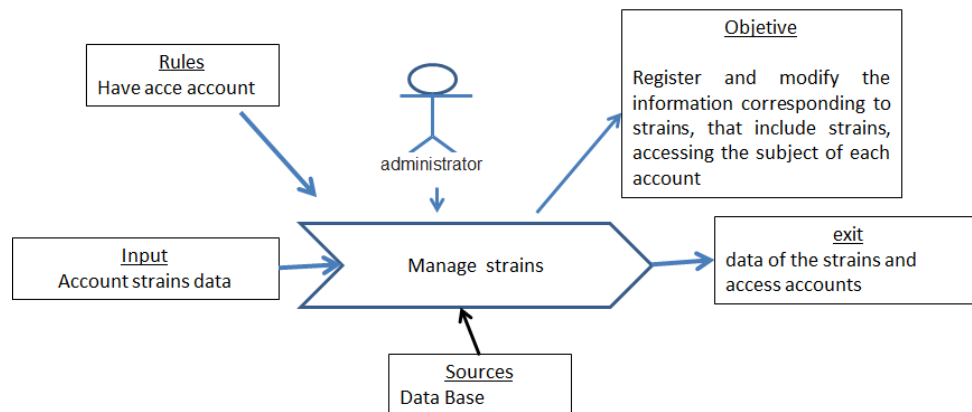 Rules
Have acce account
administrator
Objetive
Register and modify the
information corresponding to
strains, that include strains,
accessing the subject of each
account
Input
Account strains data
Manage strains
exit
data of the strains and
access accounts
Sources
Data Base